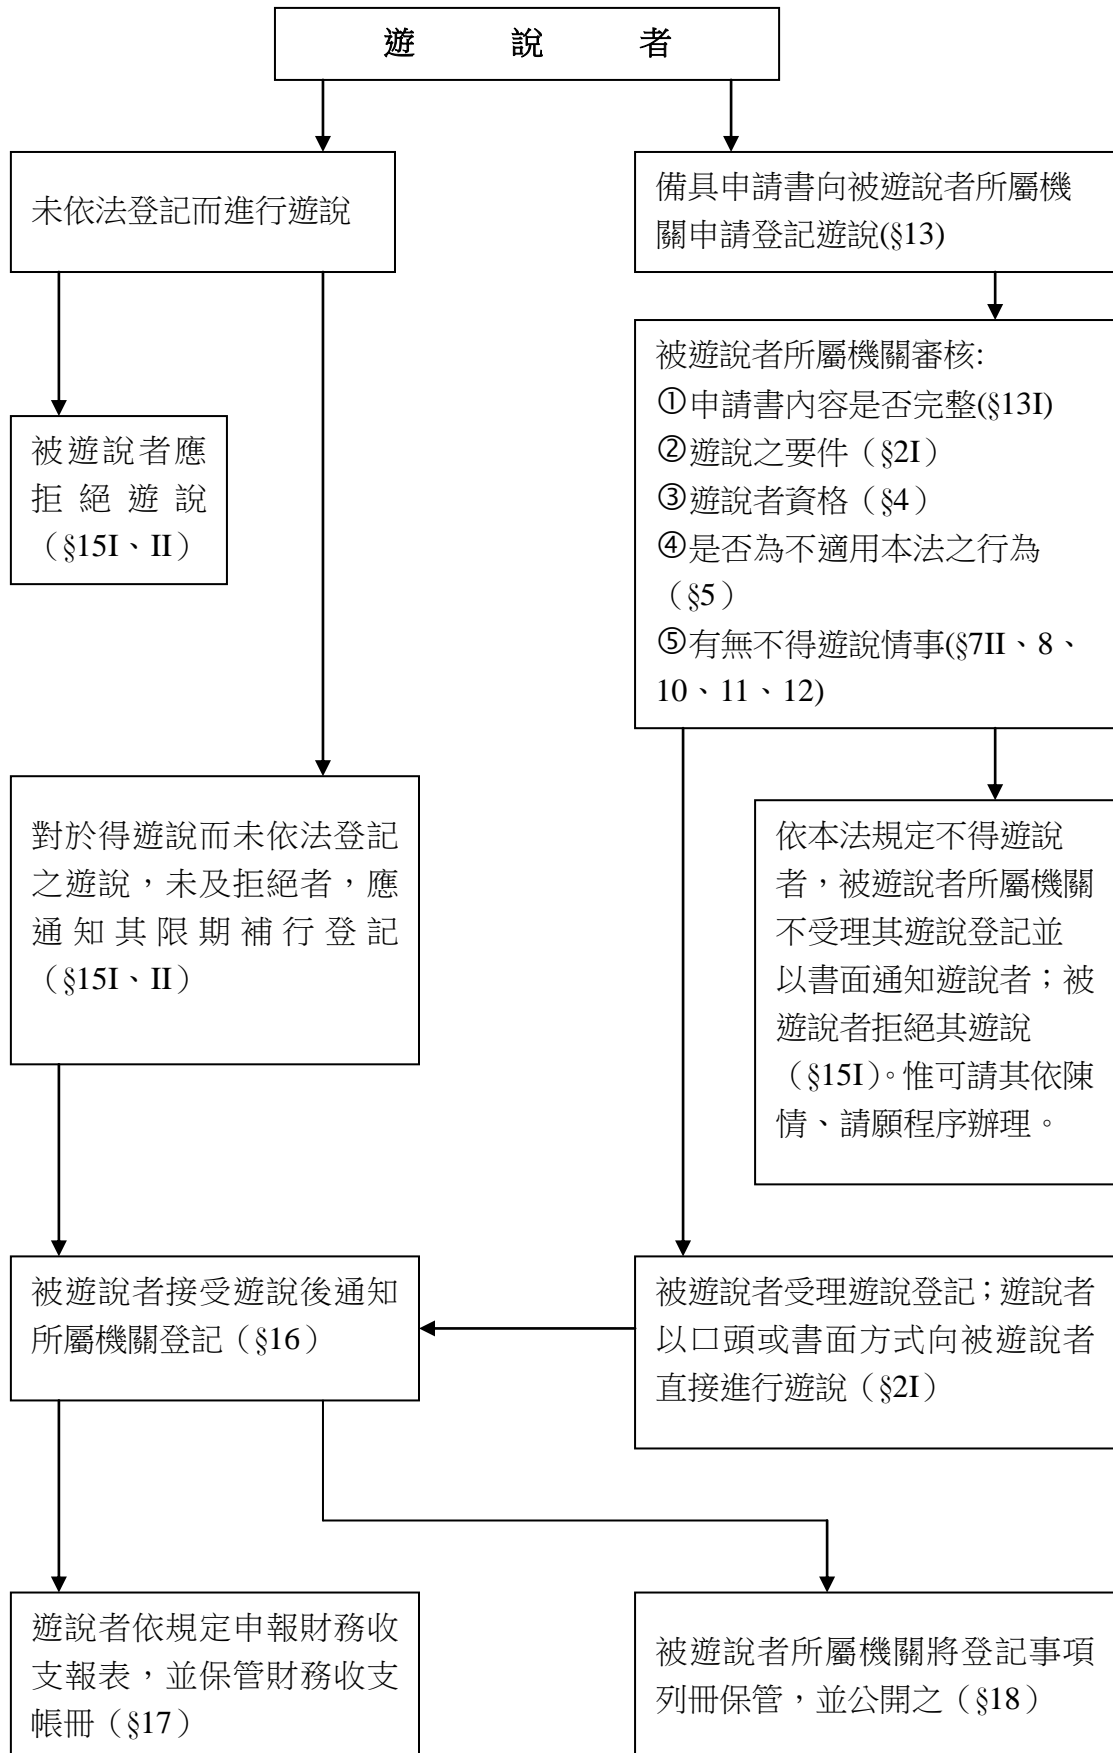 遊說者
未依法登記而進行遊說
備具申請書向被遊說者所屬機
關申請登記遊說(§13)
被遊說者所屬機關審核:
①申請書內容是否完整(§13I)
②遊說之要件（§2I）
③遊說者資格（§4）
④是否為不適用本法之行為
（§5）
⑤有無不得遊說情事(§7II、8、
10、11、12)
被遊說者應
拒絕遊說
（§15I、II）
對於得遊說而未依法登記
之遊說，未及拒絕者，應
通知其限期補行登記
（§15I、II）
依本法規定不得遊說
者，被遊說者所屬機關
不受理其遊說登記並
以書面通知遊說者；被
遊說者拒絕其遊說
（§15I）。惟可請其依陳
情、請願程序辦理。
被遊說者接受遊說後通知
所屬機關登記（§16）
被遊說者受理遊說登記；遊說者
以口頭或書面方式向被遊說者
直接進行遊說（§2I）
遊說者依規定申報財務收
支報表，並保管財務收支
帳冊（§17）
被遊說者所屬機關將登記事項
列冊保管，並公開之（§18）